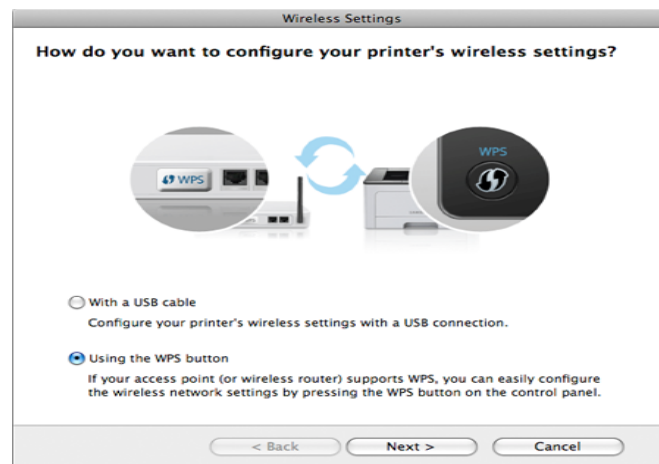 Wireless Settings
How do you want to configure your printer's wireless settings?
WPS
WPS
With a USB cable
Configure your printer's wireless settings with a USB connection.
Using the WPS button
If your access point (or wireless router) supports WPS, you can easily configure
the wireless network settings by pressing the WPS button on the control panel.
< Back
Next >
Cancel